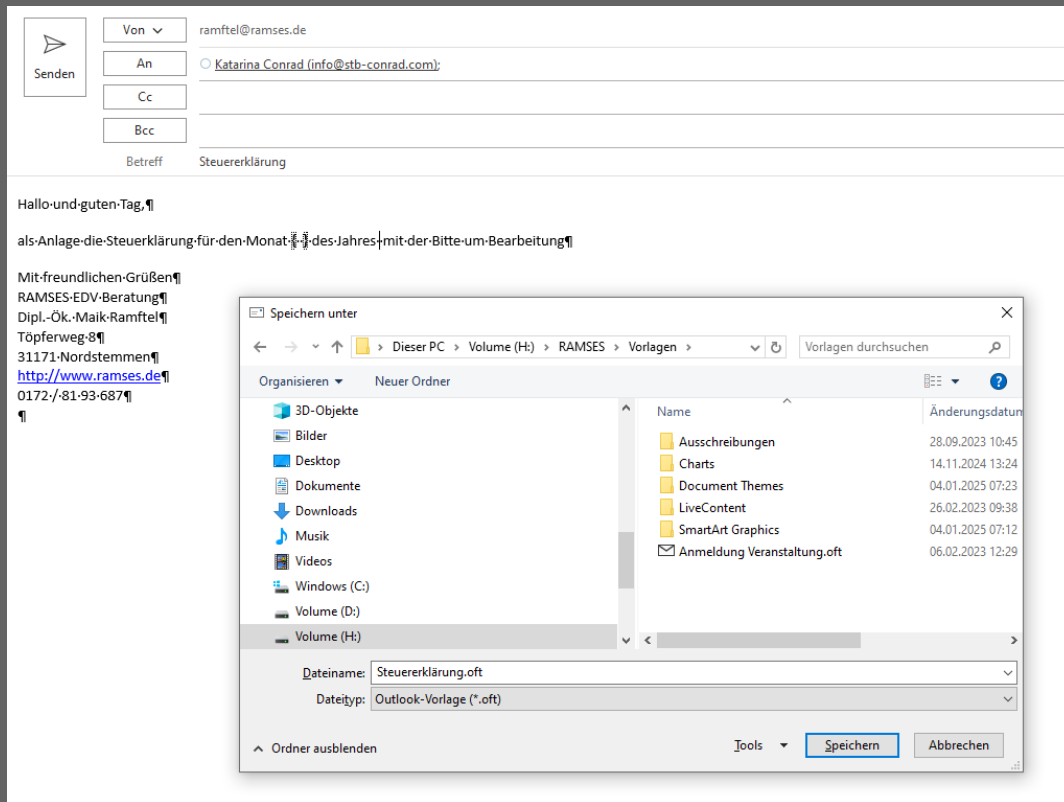 Von
ramftel@ramses.de
Senden
An
Katarina Conrad (info@stb-conrad.com);
Cc
Bcc
Betreff
Steuererklärung
Hallo·und·guten·Tag,¶
als·Anlage·die·Steuerklärung·für·den·Monat·{·}·des·Jahres·mit·der·Bitte·um·Bearbeitung¶
Mit·freundlichen·Grüßen¶
RAMSES·EDV·Beratung¶
Dipl.-Ök.·Maik·Ramftel¶
Töpferweg·8¶
31171·Nordstemmen¶
http://www.ramses.de¶
0172·/·81·93·687¶
¶
Speichern unter
Dieser PC > Volume (H:) > RAMSES > Vorlagen >
Vorlagen durchsuchen
Organisieren
Neuer Ordner
3D-Objekte
Bilder
Desktop
Dokumente
Downloads
Musik
Videos
Windows (C:)
Volume (D:)
Volume (H:)
Name
Änderungsdatum
Ausschreibungen 28.09.2023 10:45
Charts 14.11.2024 13:24
Document Themes 04.01.2025 07:23
LiveContent 26.02.2023 09:38
SmartArt Graphics 04.01.2025 07:12
Anmeldung Veranstaltung.oft 06.02.2023 12:29
Dateiname: Steuererklärung.oft
Dateityp: Outlook-Vorlage (*.oft)
Ordner ausblenden
Tools
Speichern
Abbrechen